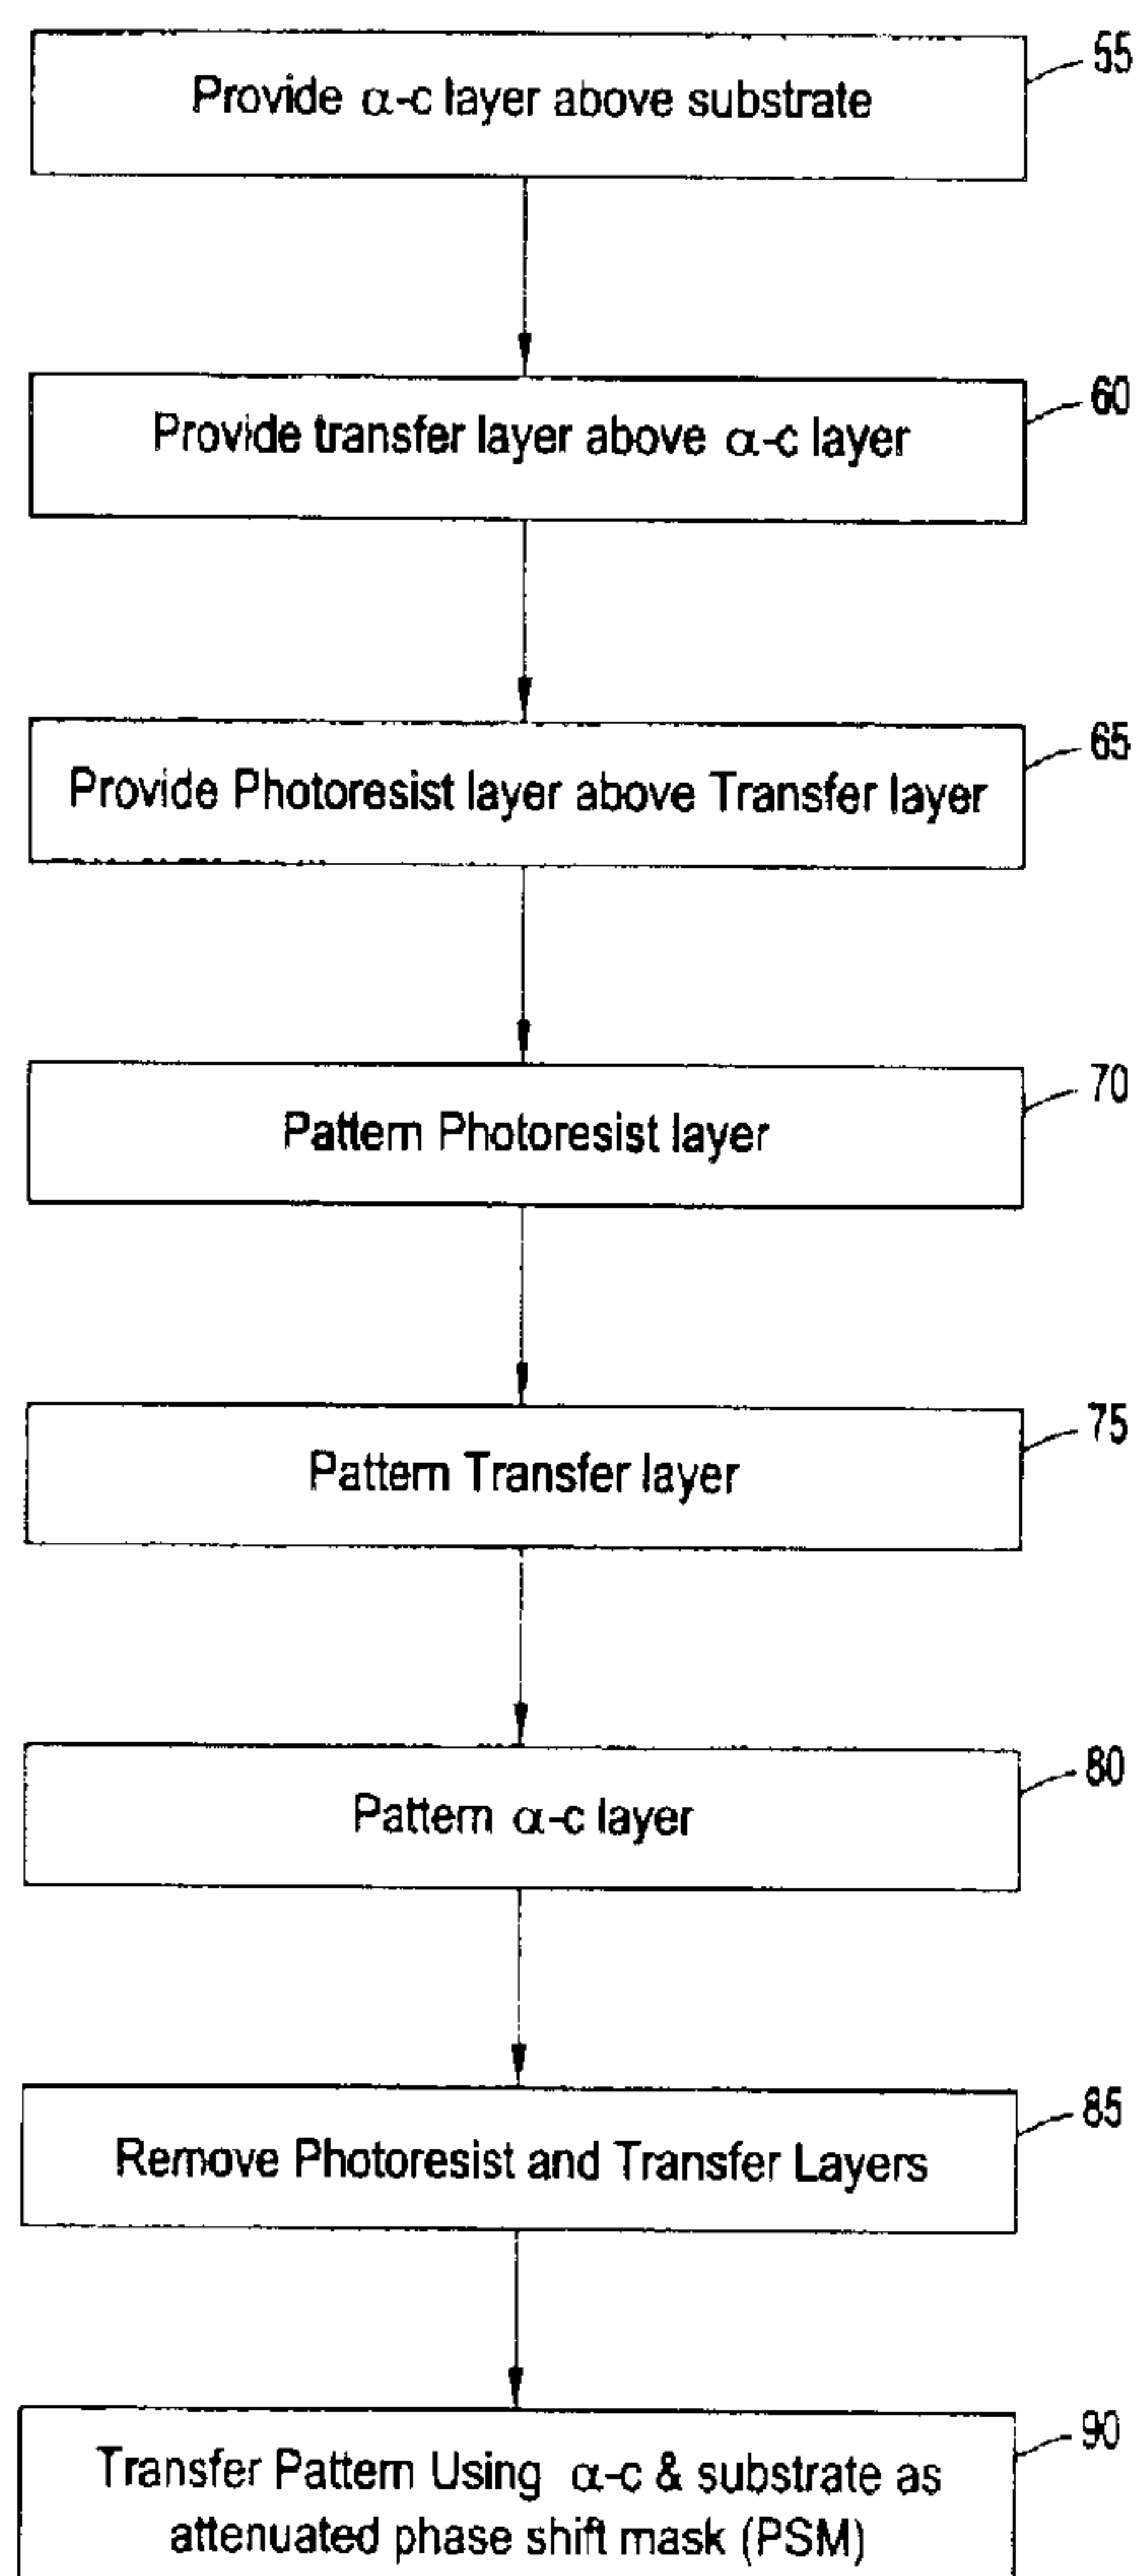 55
Provide α-c layer above substrate
60
Provide transfer layer above α-c layer
65
Provide Photoresist layer above Transfer layer
70
Pattern Photoresist layer
75
Pattern Transfer layer
80
Pattern α-c layer
85
Remove Photoresist and Transfer Layers
90
Transfer Pattern Using α-c & substrate as
attenuated phase shift mask (PSM)